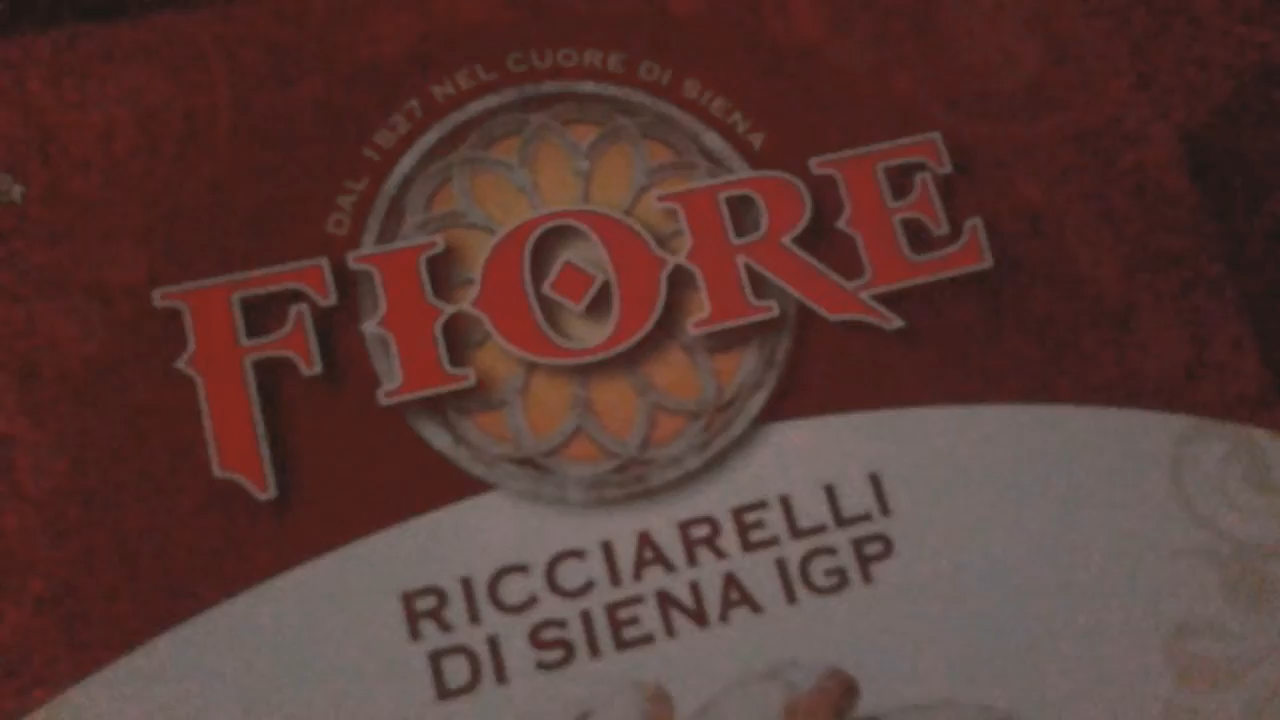 DAL 1827 NEL CUORE DI SIENA
FIORE
RICCIARELLI
DI SIENA IGP